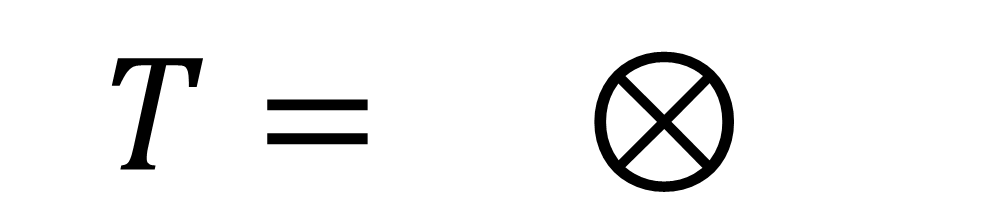 T = ⊗